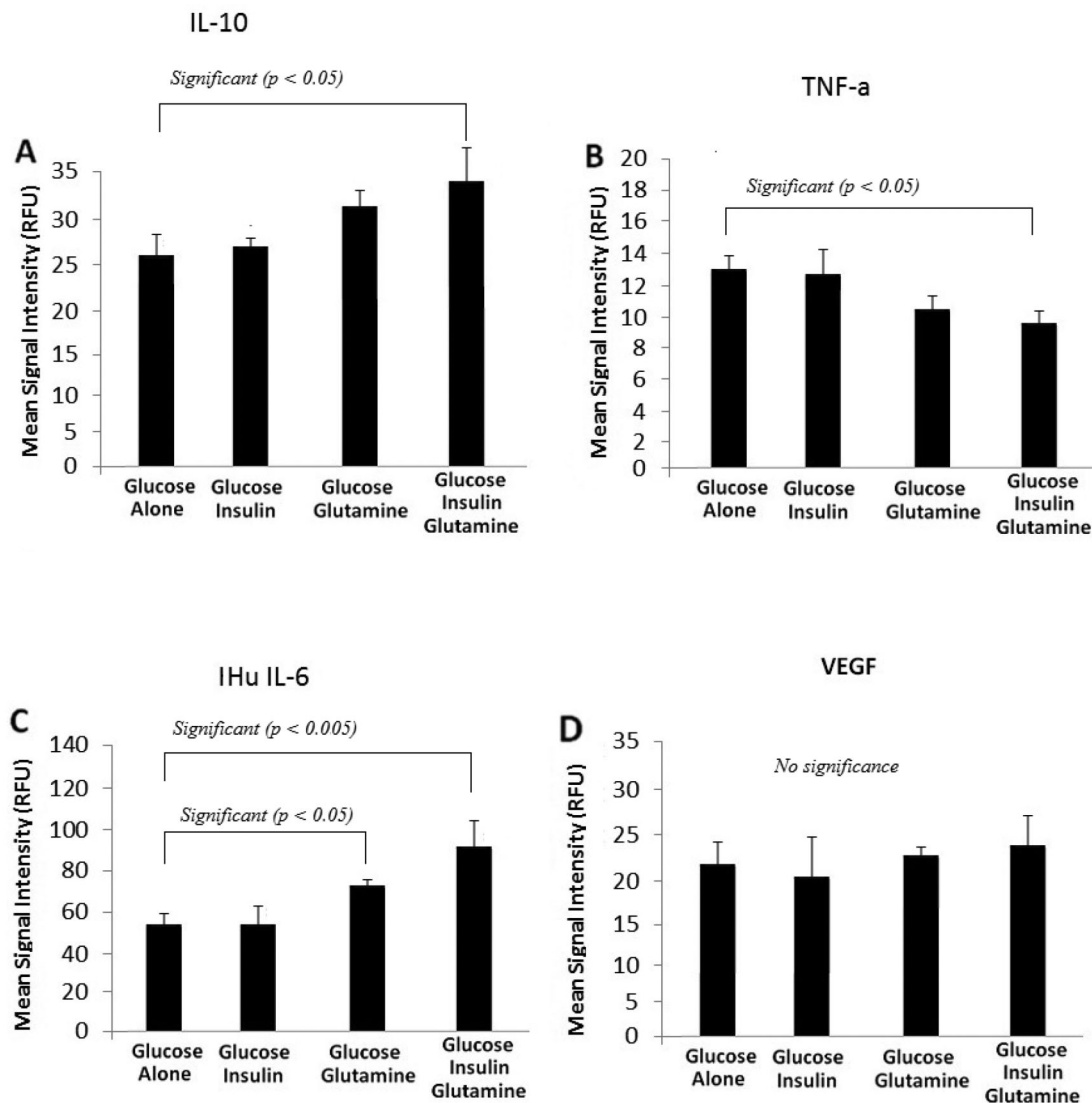 IL-10
Significant (p < 0.05)
A
Mean Signal Intensity (RFU)
35
30
25
20
15
10
5
0
Glucose Alone
Glucose Insulin
Glucose Glutamine
Glucose Insulin Glutamine
TNF-a
B
Significant (p < 0.05)
Mean Signal Intensity (RFU)
20
18
16
14
12
10
8
6
4
2
0
Glucose Alone
Glucose Insulin
Glucose Glutamine
Glucose Insulin Glutamine
IHu IL-6
C
Significant (p < 0.005)
Significant (p < 0.05)
Mean Signal Intensity (RFU)
140
120
100
80
60
40
20
0
Glucose Alone
Glucose Insulin
Glucose Glutamine
Glucose Insulin Glutamine
VEGF
D
No significance
Mean Signal Intensity (RFU)
35
30
25
20
15
10
5
0
Glucose Alone
Glucose Insulin
Glucose Glutamine
Glucose Insulin Glutamine